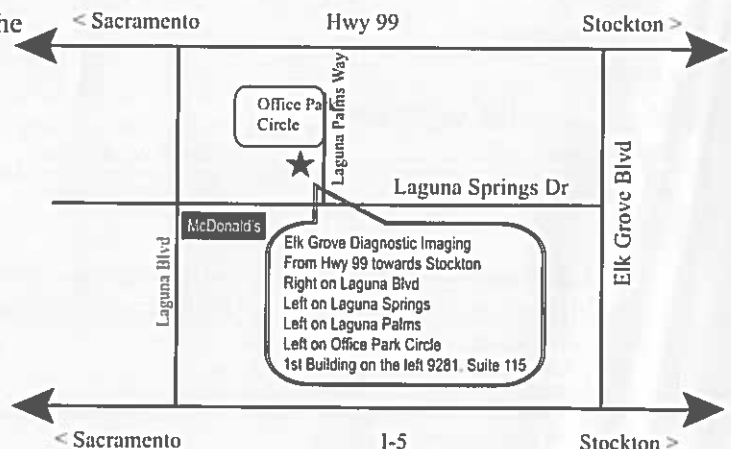 he
< Sacramento Hwy 99 Stockton >
Laguna Palms Way
Office Park
Circle
Laguna Springs Dr
Elk Grove Blvd
McDonald's
Laguna Blvd
Elk Grove Diagnostic Imaging
From Hwy 99 towards Stockton
Right on Laguna Blvd
Left on Laguna Springs
Left on Laguna Palms
Left on Office Park Circle
1st Building on the left 9281, Suite 115
< Sacramento I-5 Stockton >